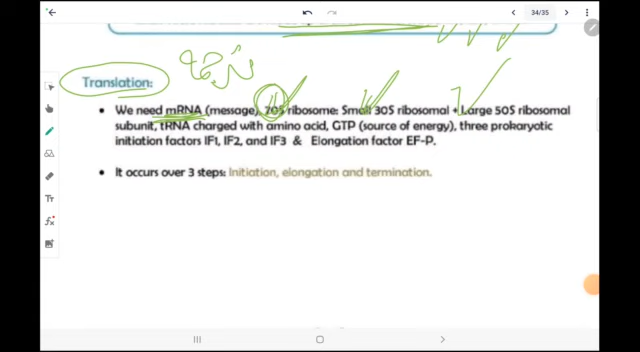 34/35
ترجمة
Translation:
• We need mRNA (message), 70S ribosome: Small 30S ribosomal + Large 50S ribosomal
subunit, tRNA charged with amino acid, GTP (source of energy), three prokaryotic
initiation factors IF1, IF2, and IF3 & Elongation factor EF-P.
• It occurs over 3 steps: Initiation, elongation and termination.